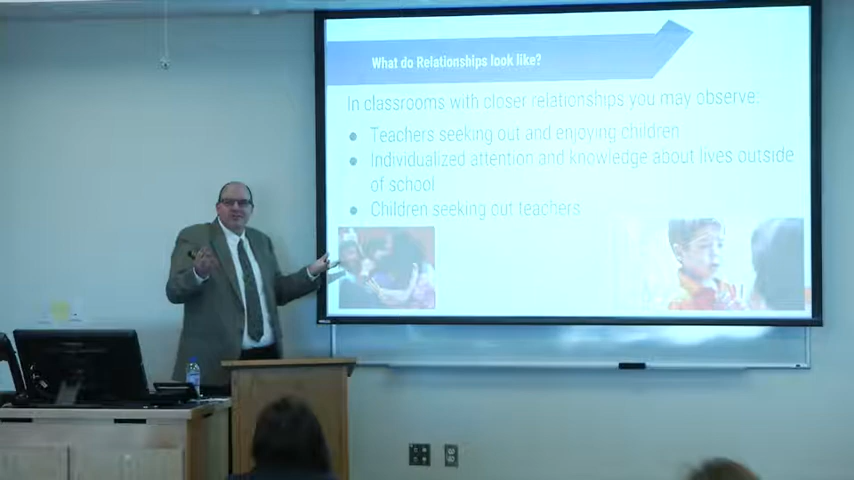 What do Relationships look like?
In classrooms with closer relationships you may observe:
● Teachers seeking out and enjoying children
● Individualized attention and knowledge about lives outside
of school
● Children seeking out teachers